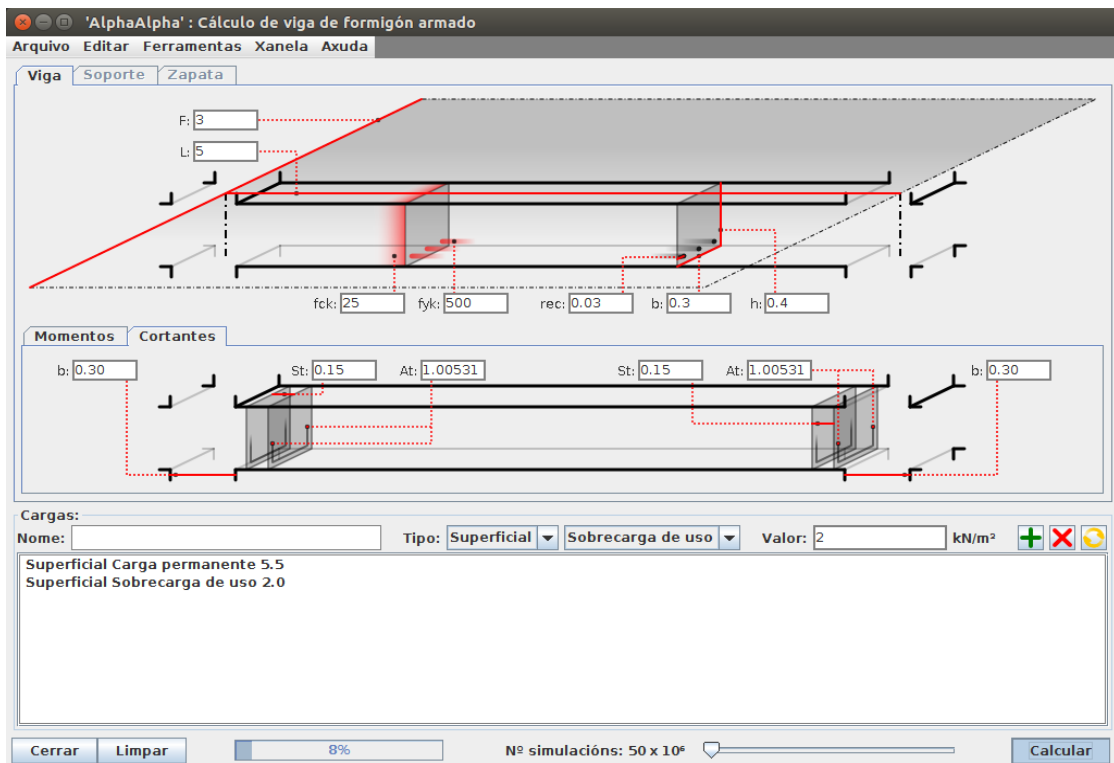 'AlphaAlpha' : Cálculo de viga de formigón armado
Arquivo Editar Ferramentas Xanela Axuda
Viga Soporte Zapata
F: 3
L: 5
fck: 25 fyk: 500 rec: 0.03 b: 0.3 h: 0.4
Momentos Cortantes
b: 0.30 St: 0.15 At: 1.00531 St: 0.15 At: 1.00531 b: 0.30
Cargas:
Nome: Tipo: Superficial Sobrecarga de uso Valor: 2 kN/m²
Superficial Carga permanente 5.5
Superficial Sobrecarga de uso 2.0
Cerrar Limpar 8% Nº simulacións: 50 x 10⁶ Calcular